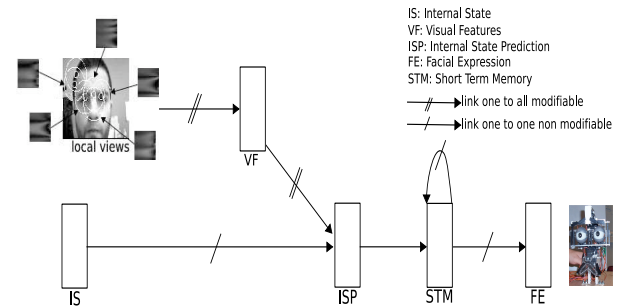 IS: Internal State
VF: Visual Features
ISP: Internal State Prediction
FE: Facial Expression
STM: Short Term Memory
link one to all modifiable
link one to one non modifiable
local views
VF
IS
ISP
STM
FE